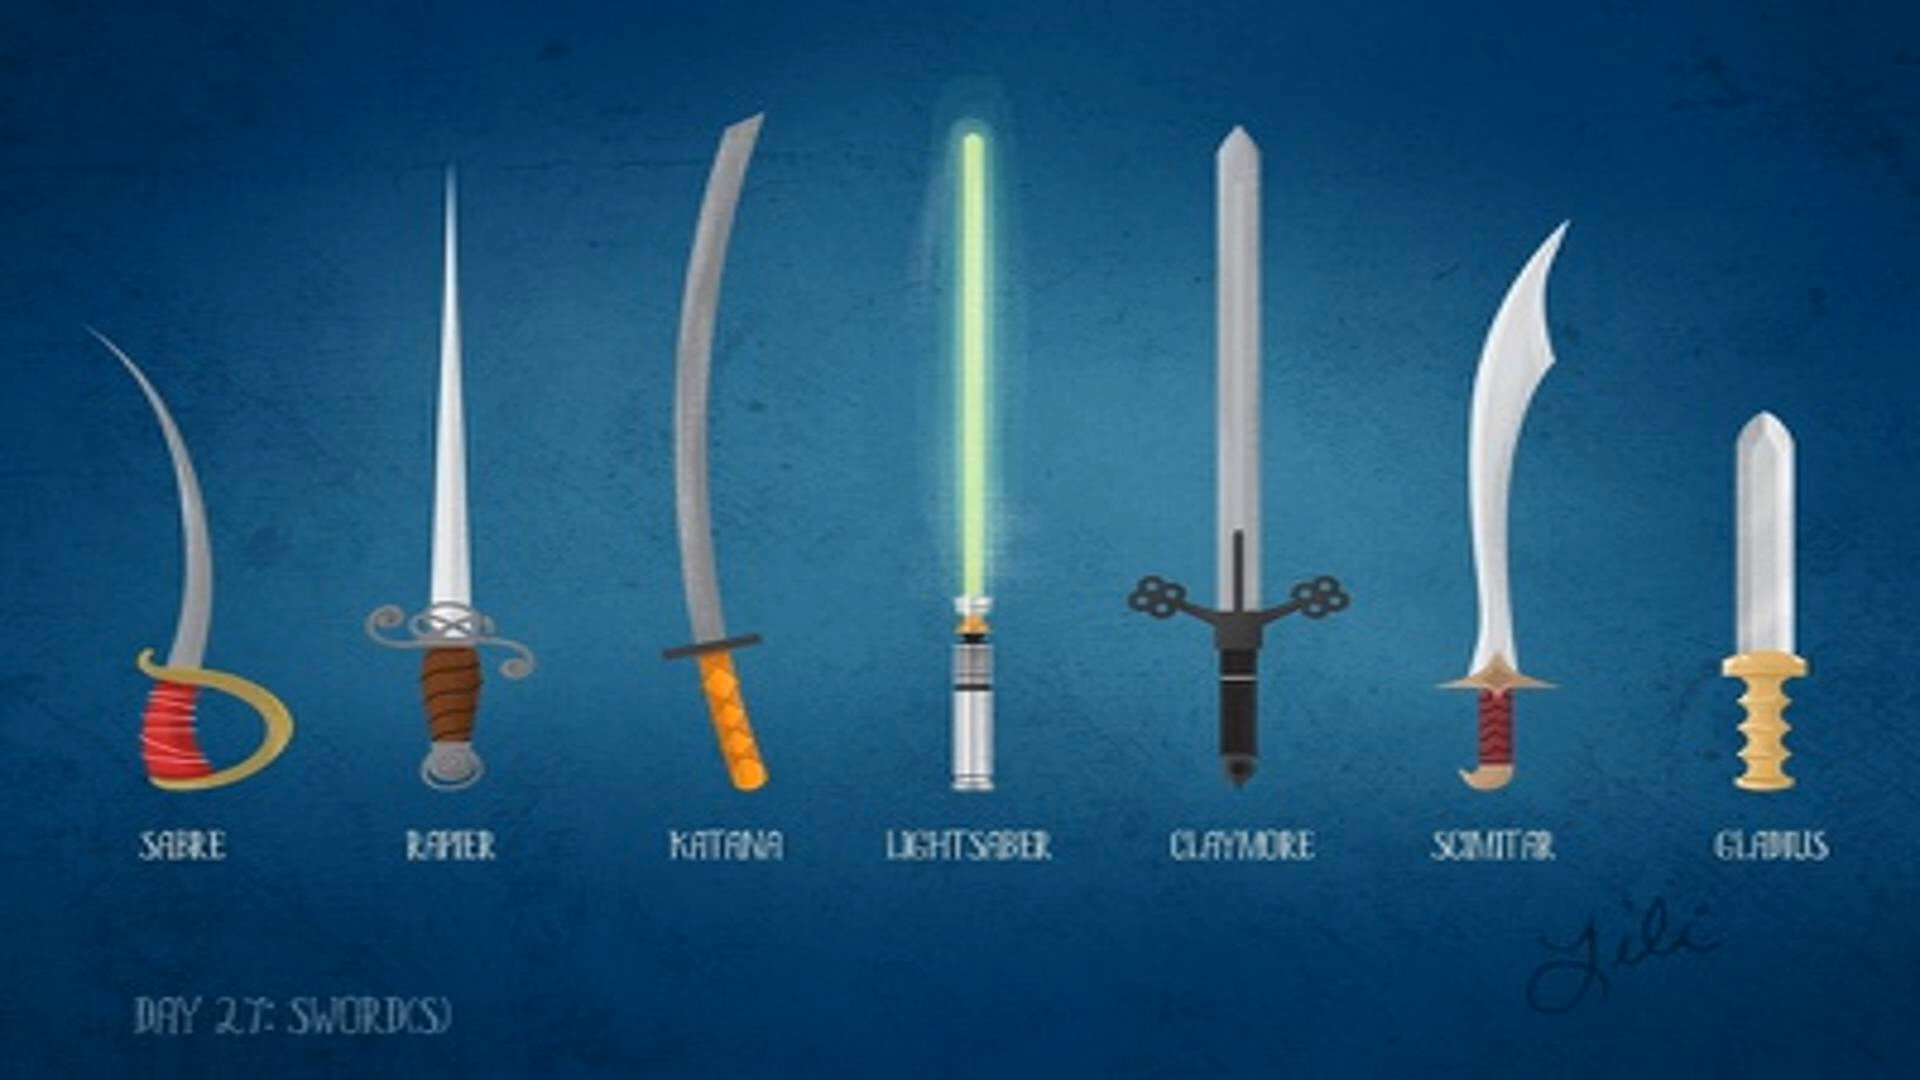 SABRE
RAPIER
KATANA
LIGHTSABER
CLAYMORE
SCIMITAR
GLADIUS
DAY 27: SWORD(S)